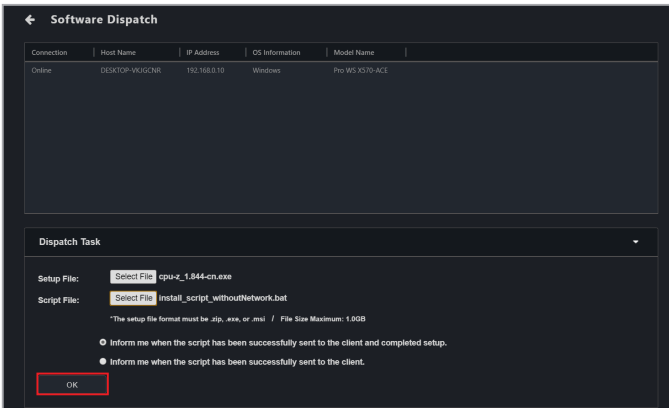 Software Dispatch
Connection Host Name IP Address OS Information Model Name
Online DESKTOP-VIUGCNR 192.168.0.10 Windows Pro WS X570-ACE
Dispatch Task
Setup File: Select File cpu-z_1.844-cn.exe
Script File: Select File install_script_withoutNetwork.bat
*The setup file format must be .zip, .exe, or .msi / File Size Maximum: 1.0GB
Inform me when the script has been successfully sent to the client and completed setup.
Inform me when the script has been successfully sent to the client.
OK